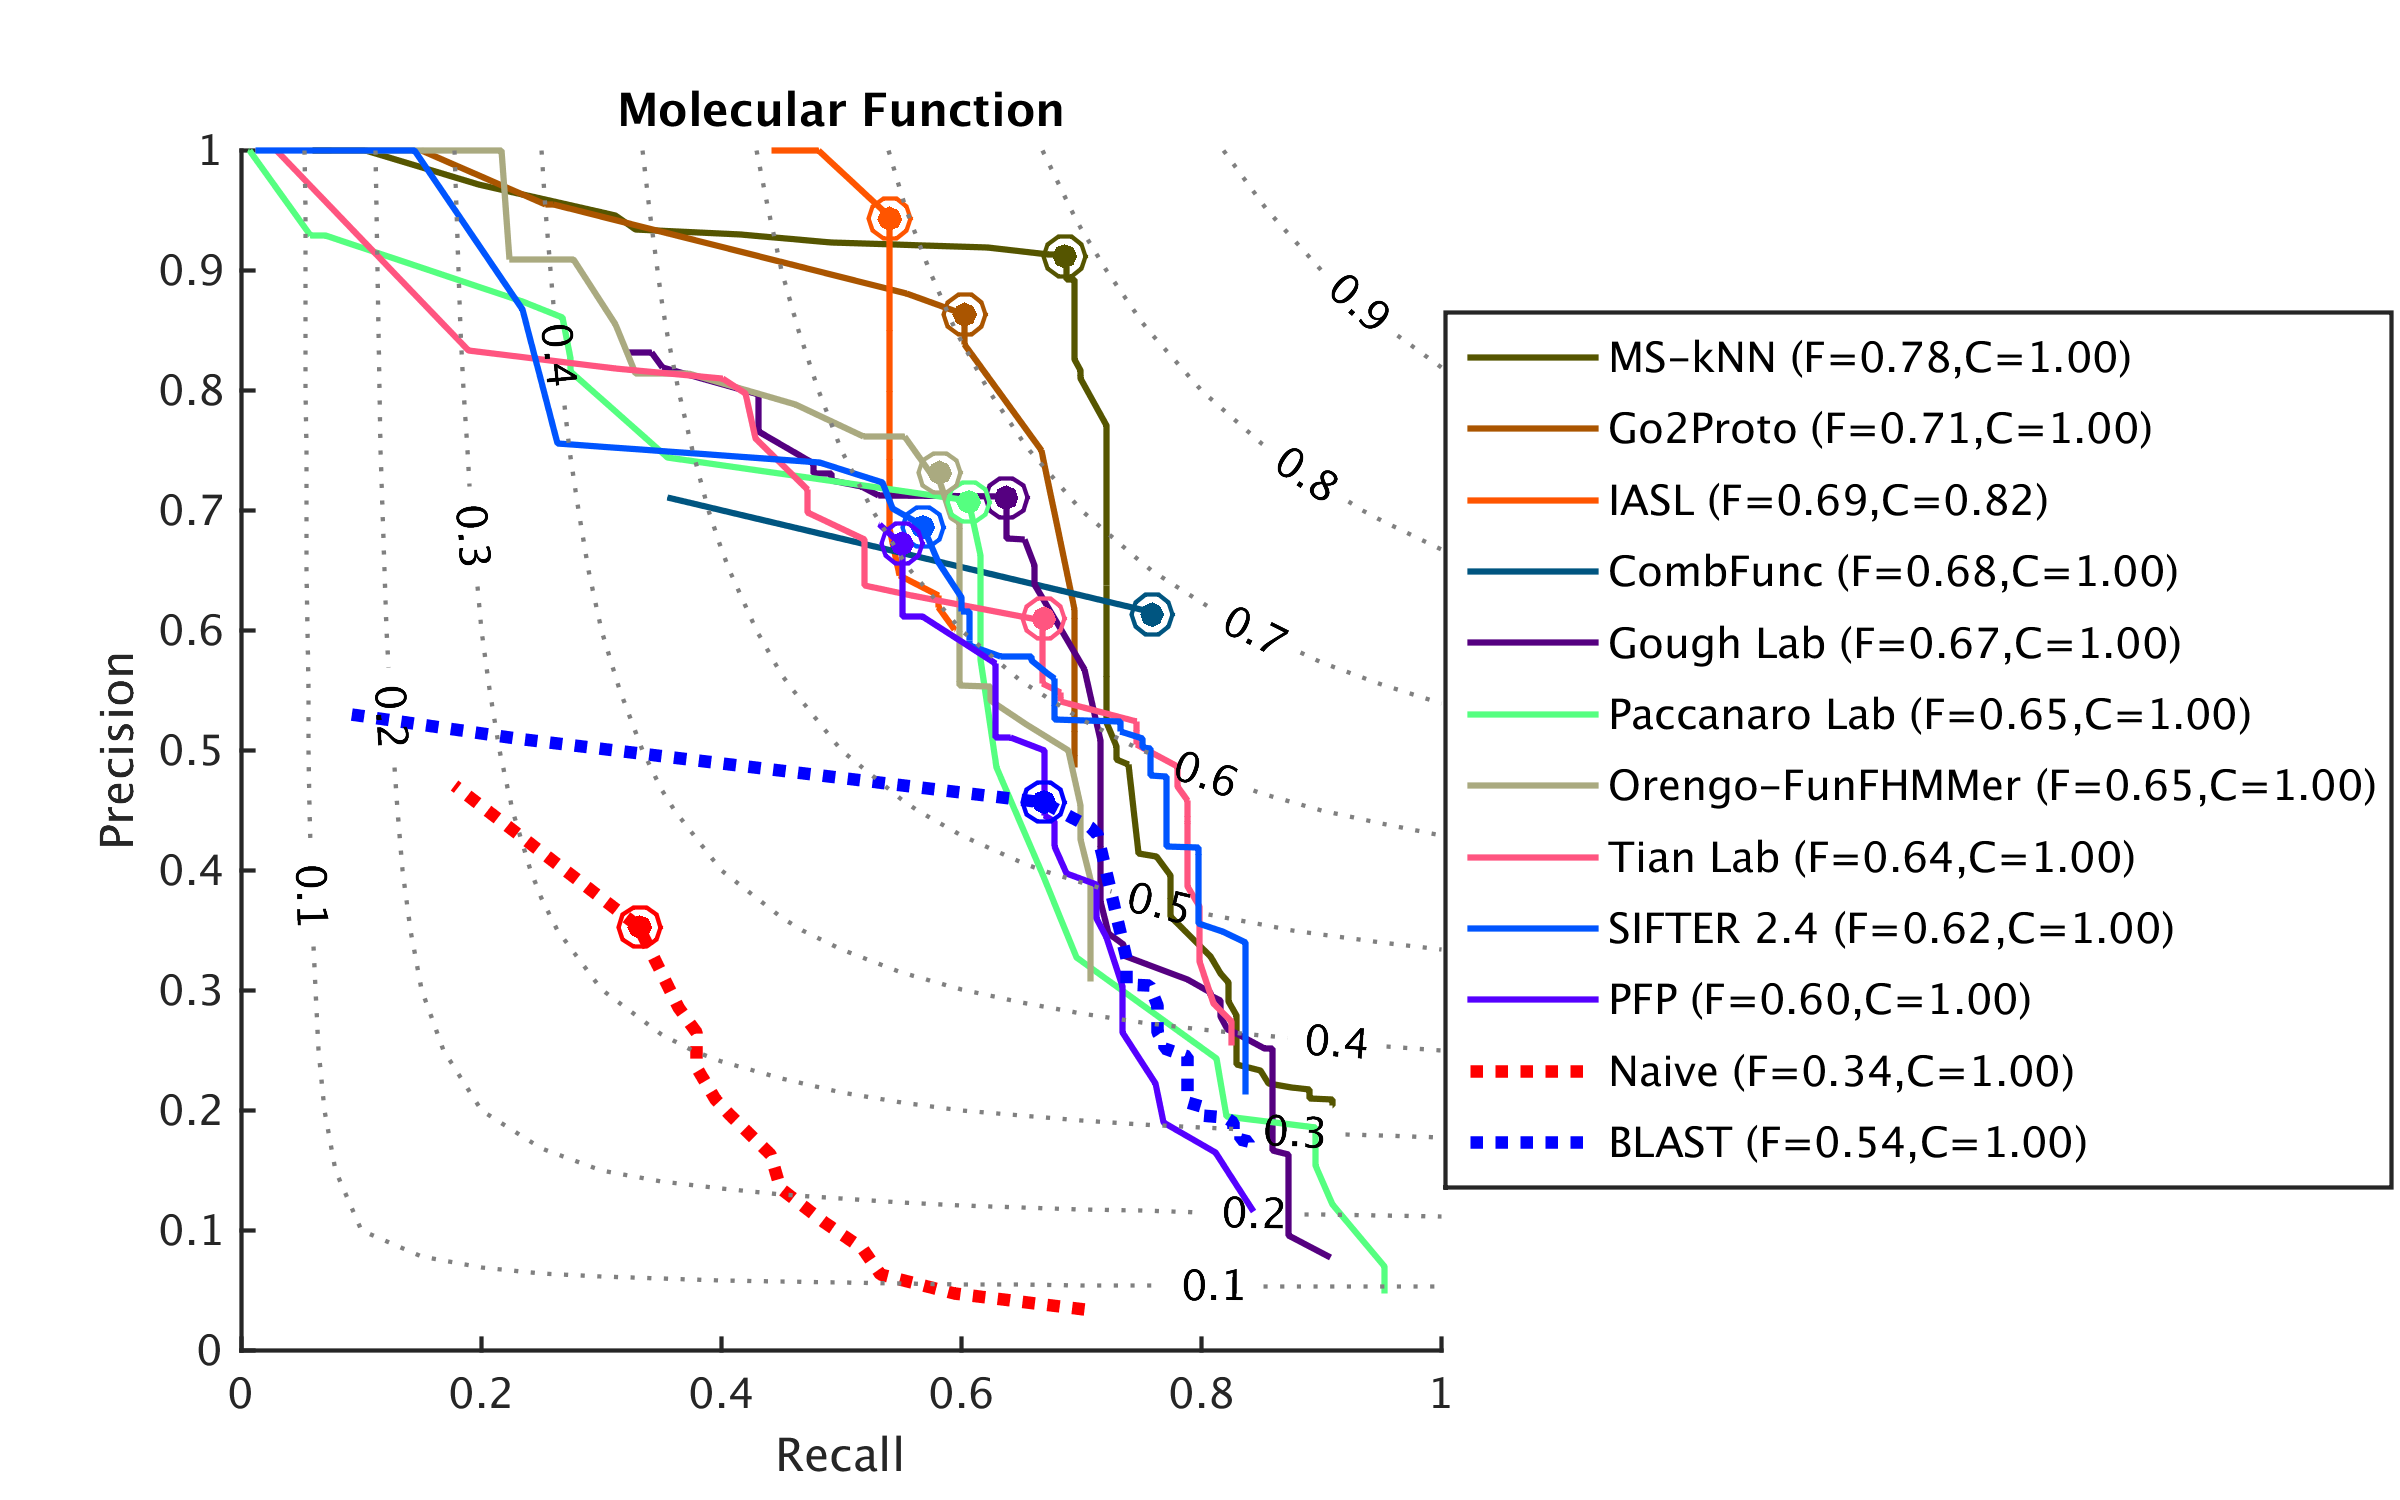 Molecular Function
1
0.9
0.8
0.7
0.6
0.5
0.4
0.3
0.2
0.1
0
Precision
0
0.2
0.4
0.6
0.8
1
Recall
0.9
0.8
0.7
0.6
0.5
0.4
0.3
0.2
0.1
0.4
0.3
0.2
0.1
MS-kNN (F=0.78,C=1.00)
Go2Proto (F=0.71,C=1.00)
IASL (F=0.69,C=0.82)
CombFunc (F=0.68,C=1.00)
Gough Lab (F=0.67,C=1.00)
Paccanaro Lab (F=0.65,C=1.00)
Orengo-FunFHMMer (F=0.65,C=1.00)
Tian Lab (F=0.64,C=1.00)
SIFTER 2.4 (F=0.62,C=1.00)
PFP (F=0.60,C=1.00)
Naive (F=0.34,C=1.00)
BLAST (F=0.54,C=1.00)